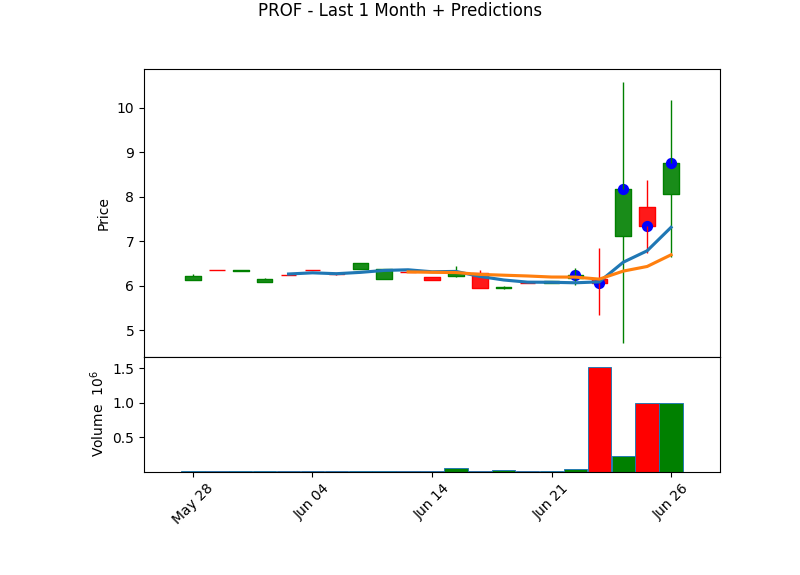 PROF - Last 1 Month + Predictions
10
9
8
7
6
5
Price
1.5
1.0
0.5
Volume 10^6
May 28
Jun 04
Jun 14
Jun 21
Jun 26